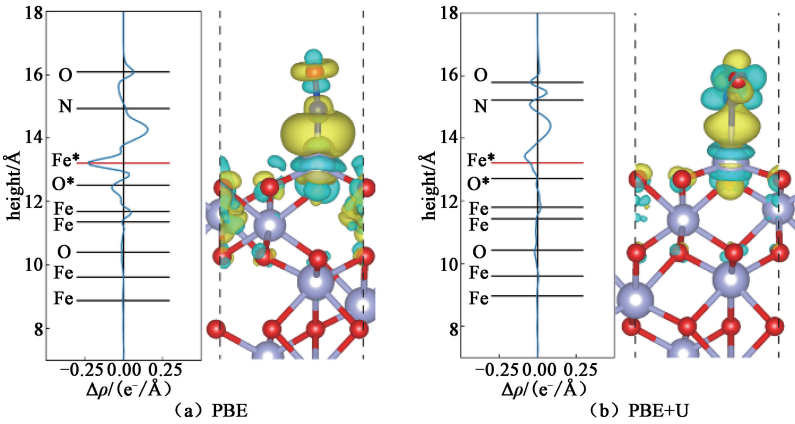 18
16
14
12
10
8
height/Å
O
N
Fe*
O*
Fe
Fe
O
Fe
Fe
−0.25 0.00 0.25
Δρ/(e⁻/Å)
(a) PBE
18
16
14
12
10
8
height/Å
O
N
Fe*
O*
Fe
Fe
O
Fe
Fe
−0.25 0.00 0.25
Δρ/(e⁻/Å)
(b) PBE+U